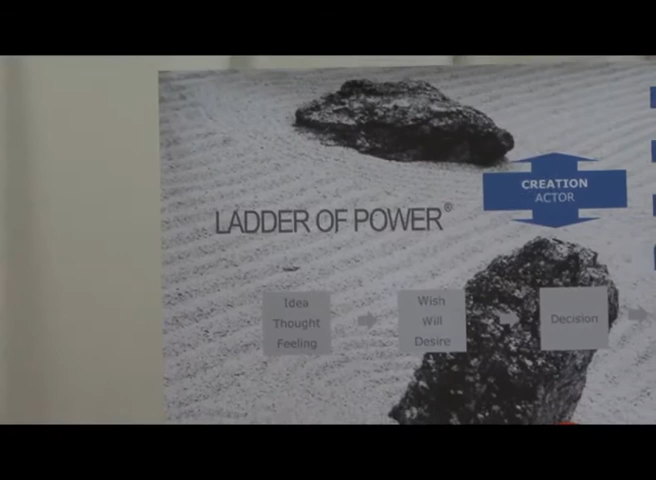 CREATION
ACTOR
LADDER OF POWER®
Idea
Thought
Feeling
Wish
Will
Desire
Decision